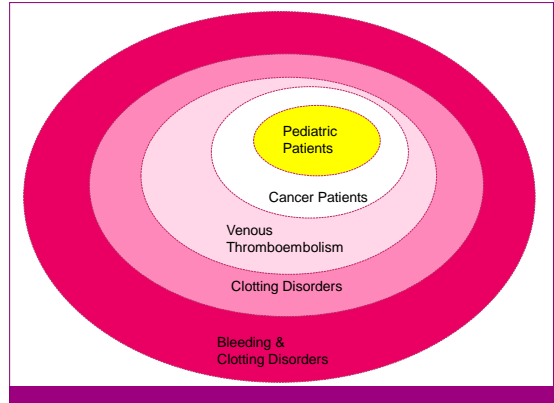 Pediatric
Patients
Cancer Patients
Venous
Thromboembolism
Clotting Disorders
Bleeding &
Clotting Disorders